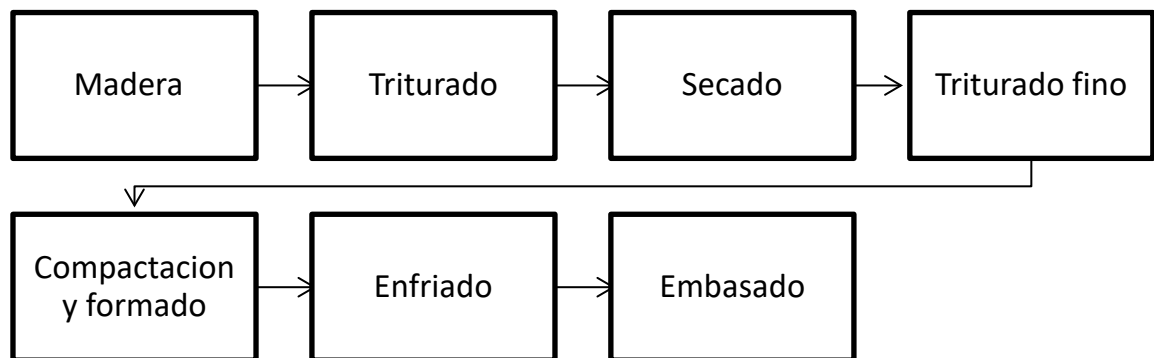 Madera
Triturado
Secado
Triturado fino
Compactacion
y formado
Enfriado
Embasado